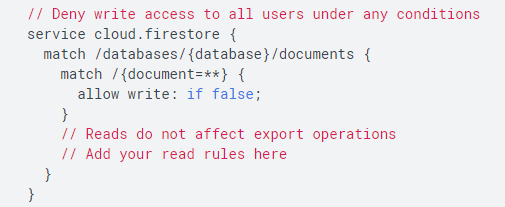 // Deny write access to all users under any conditions
service cloud.firestore {
  match /databases/{database}/documents {
    match /{document=**} {
      allow write: if false;
    }
    // Reads do not affect export operations
    // Add your read rules here
  }
}